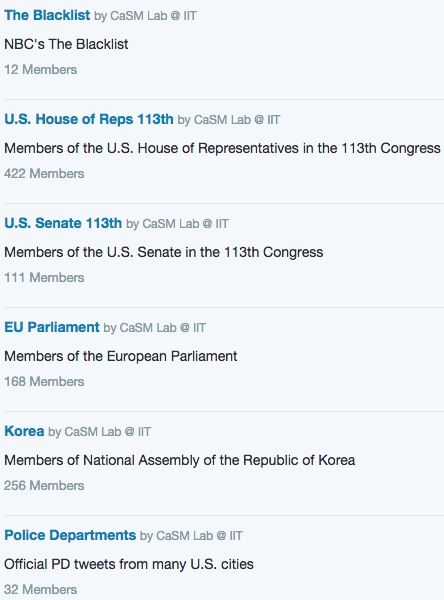 The Blacklist by CaSM Lab @ IIT
NBC's The Blacklist
12 Members
U.S. House of Reps 113th by CaSM Lab @ IIT
Members of the U.S. House of Representatives in the 113th Congress
422 Members
U.S. Senate 113th by CaSM Lab @ IIT
Members of the U.S. Senate in the 113th Congress
111 Members
EU Parliament by CaSM Lab @ IIT
Members of the European Parliament
168 Members
Korea by CaSM Lab @ IIT
Members of National Assembly of the Republic of Korea
256 Members
Police Departments by CaSM Lab @ IIT
Official PD tweets from many U.S. cities
32 Members